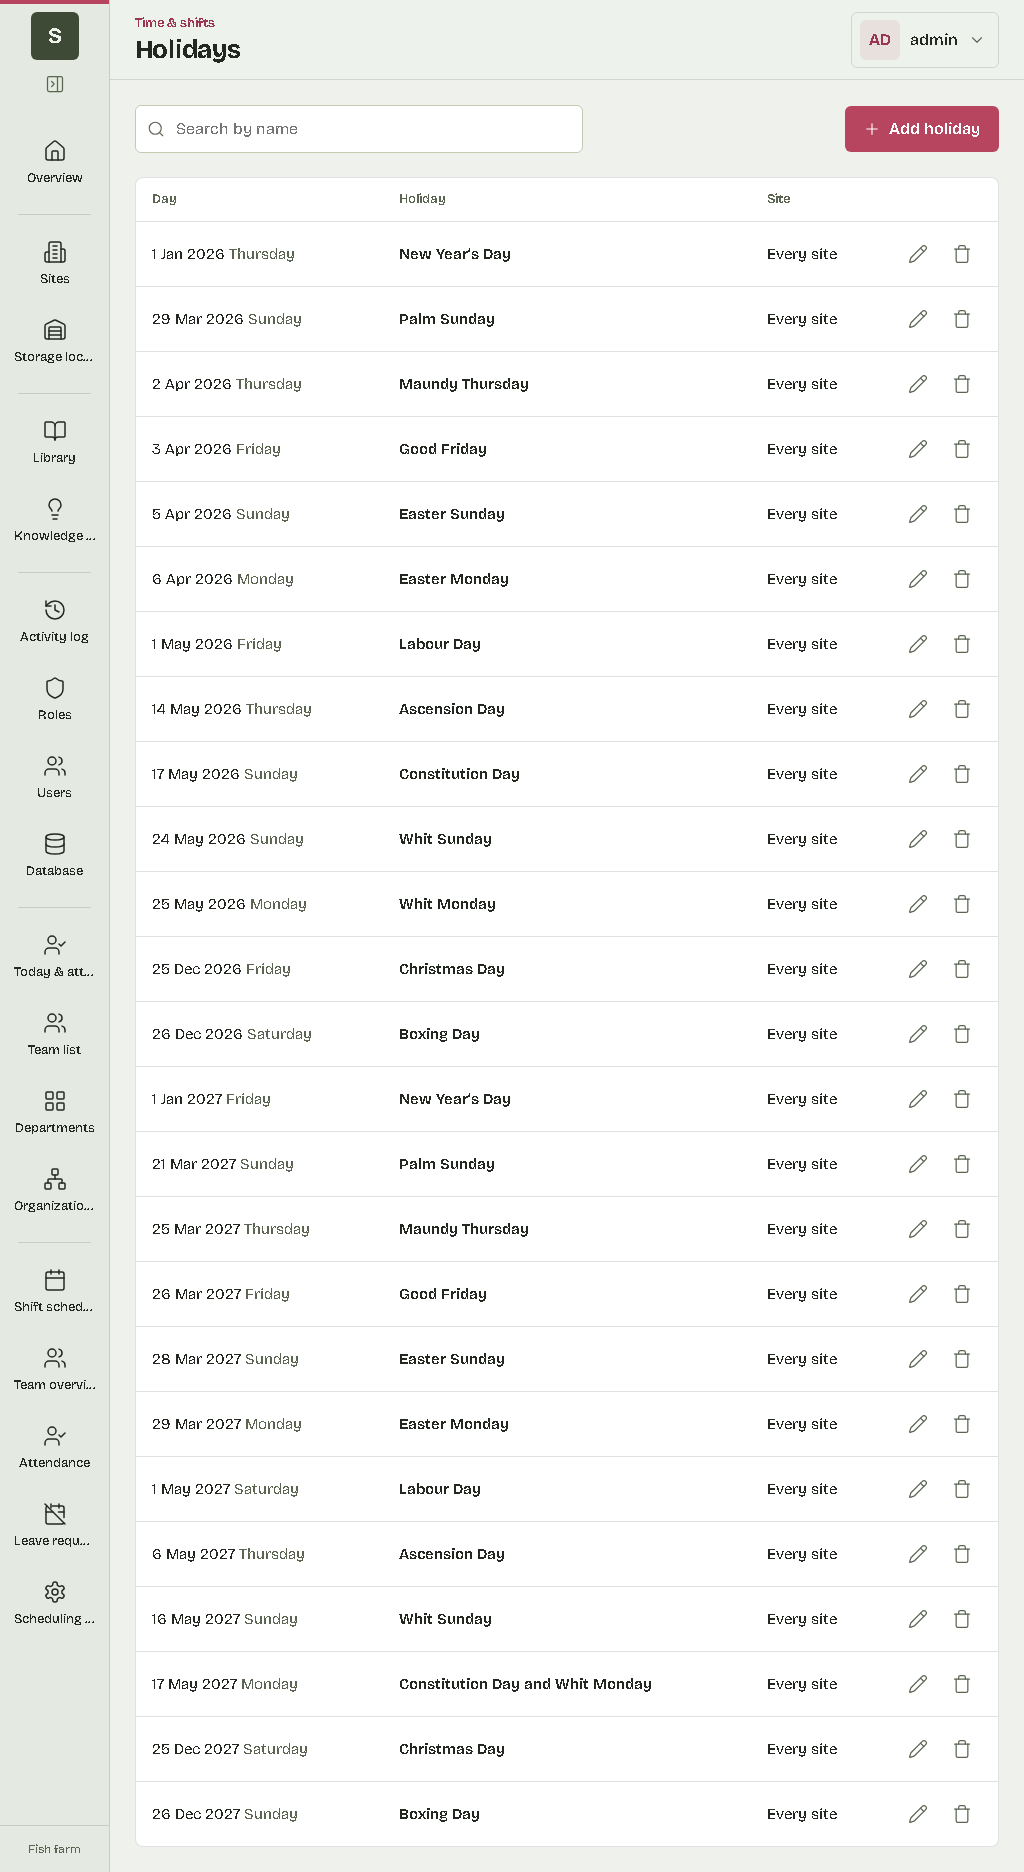 S
Overview
Sites
Storage loc...
Library
Knowledge ...
Activity log
Roles
Users
Database
Today & att...
Team list
Departments
Organizatio...
Shift sched...
Team overvi...
Attendance
Leave requ...
Scheduling ...
Fish farm
Time & shifts
Holidays
AD admin
Search by name
Add holiday
Day Holiday Site
1 Jan 2026 Thursday New Year's Day Every site
29 Mar 2026 Sunday Palm Sunday Every site
2 Apr 2026 Thursday Maundy Thursday Every site
3 Apr 2026 Friday Good Friday Every site
5 Apr 2026 Sunday Easter Sunday Every site
6 Apr 2026 Monday Easter Monday Every site
1 May 2026 Friday Labour Day Every site
14 May 2026 Thursday Ascension Day Every site
17 May 2026 Sunday Constitution Day Every site
24 May 2026 Sunday Whit Sunday Every site
25 May 2026 Monday Whit Monday Every site
25 Dec 2026 Friday Christmas Day Every site
26 Dec 2026 Saturday Boxing Day Every site
1 Jan 2027 Friday New Year's Day Every site
21 Mar 2027 Sunday Palm Sunday Every site
25 Mar 2027 Thursday Maundy Thursday Every site
26 Mar 2027 Friday Good Friday Every site
28 Mar 2027 Sunday Easter Sunday Every site
29 Mar 2027 Monday Easter Monday Every site
1 May 2027 Saturday Labour Day Every site
6 May 2027 Thursday Ascension Day Every site
16 May 2027 Sunday Whit Sunday Every site
17 May 2027 Monday Constitution Day and Whit Monday Every site
25 Dec 2027 Saturday Christmas Day Every site
26 Dec 2027 Sunday Boxing Day Every site